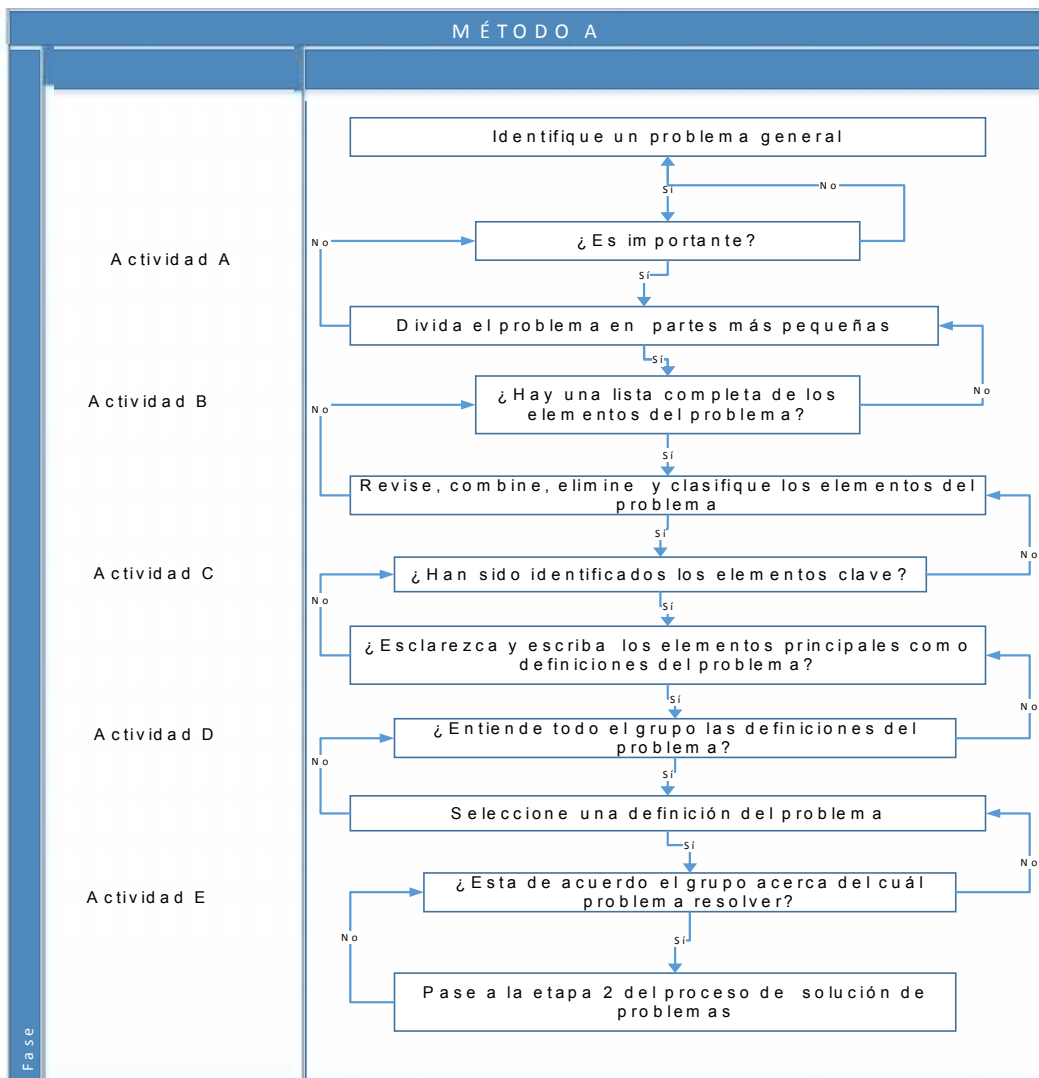 MÉTODO A
Identifique un problema general
Sí
No
¿Es importante?
No
Actividad A
Sí
Divida el problema en partes más pequeñas
Sí
No
¿Hay una lista completa de los
elementos del problema?
Actividad B
No
Sí
Revise, combine, elimine y clasifique los elementos del
problema
Sí
No
¿Han sido identificados los elementos clave?
Actividad C
No
Sí
¿Esclarezca y escriba los elementos principales como
definiciones del problema?
Sí
No
¿Entiende todo el grupo las definiciones del
problema?
Actividad D
No
Sí
Seleccione una definición del problema
Sí
No
¿Esta de acuerdo el grupo acerca del cuál
problema resolver?
Actividad E
No
Sí
Pase a la etapa 2 del proceso de solución de
problemas
Fase